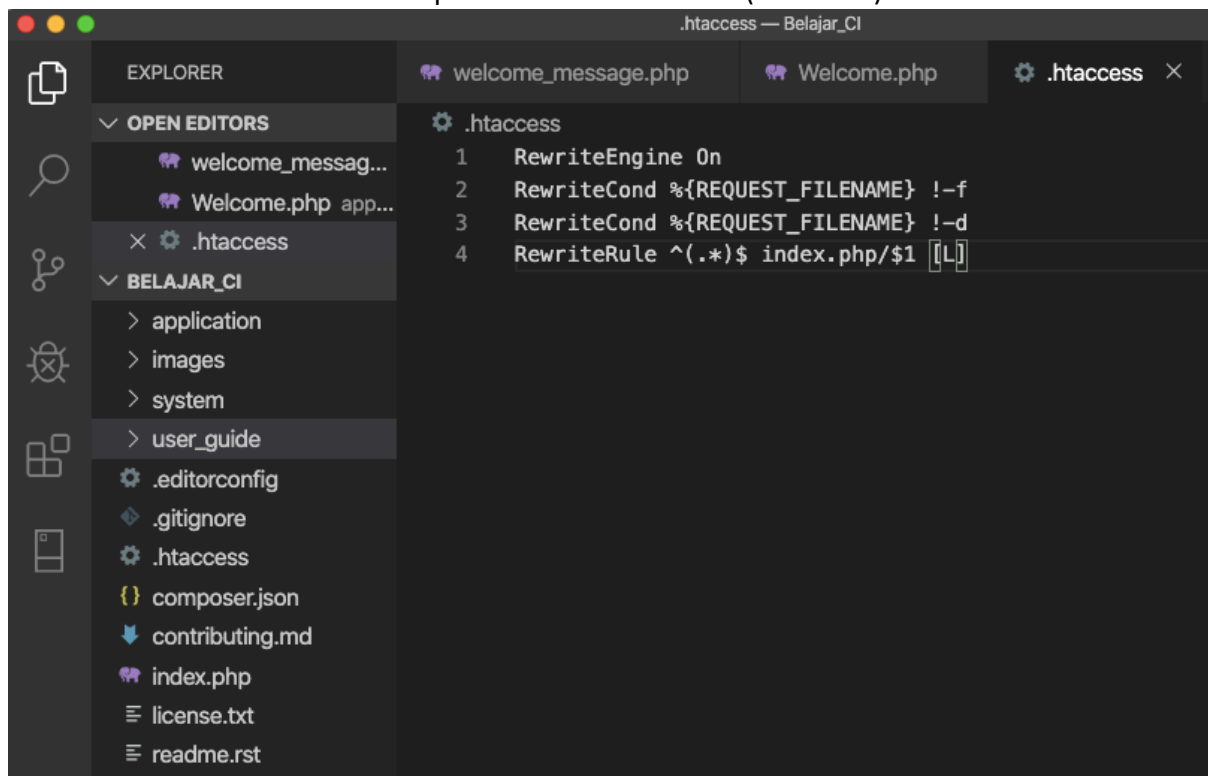 .htaccess — Belajar_CI
EXPLORER
welcome_message.php
Welcome.php
.htaccess
OPEN EDITORS
welcome_messag...
Welcome.php app...
.htaccess
BELAJAR_CI
application
images
system
user_guide
.editorconfig
.gitignore
.htaccess
composer.json
contributing.md
index.php
license.txt
readme.rst
.htaccess
1 RewriteEngine On
2 RewriteCond %{REQUEST_FILENAME} !-f
3 RewriteCond %{REQUEST_FILENAME} !-d
4 RewriteRule ^(.*)$ index.php/$1 [L]